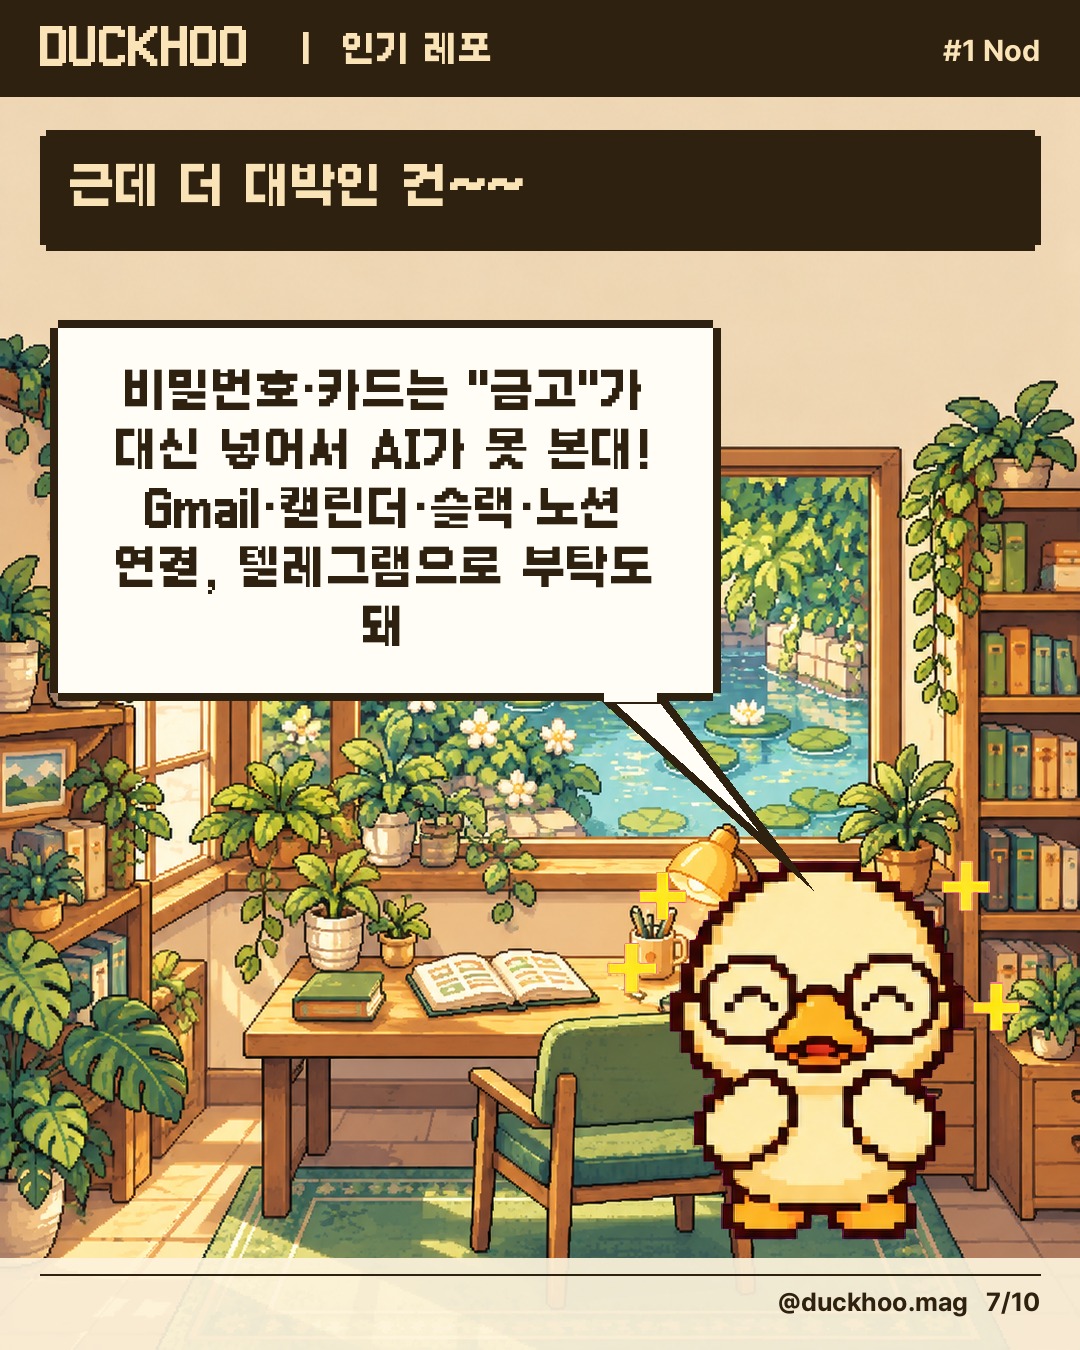 DUCKHOO | 인기 레포
#1 Nod
근데 더 대박인 건~~
비밀번호·카드는 "금고"가
대신 넣어서 AI가 못 본대!
Gmail·캘린더·슬랙·노션
연결, 텔레그램으로 부탁도
돼
@duckhoo.mag 7/10